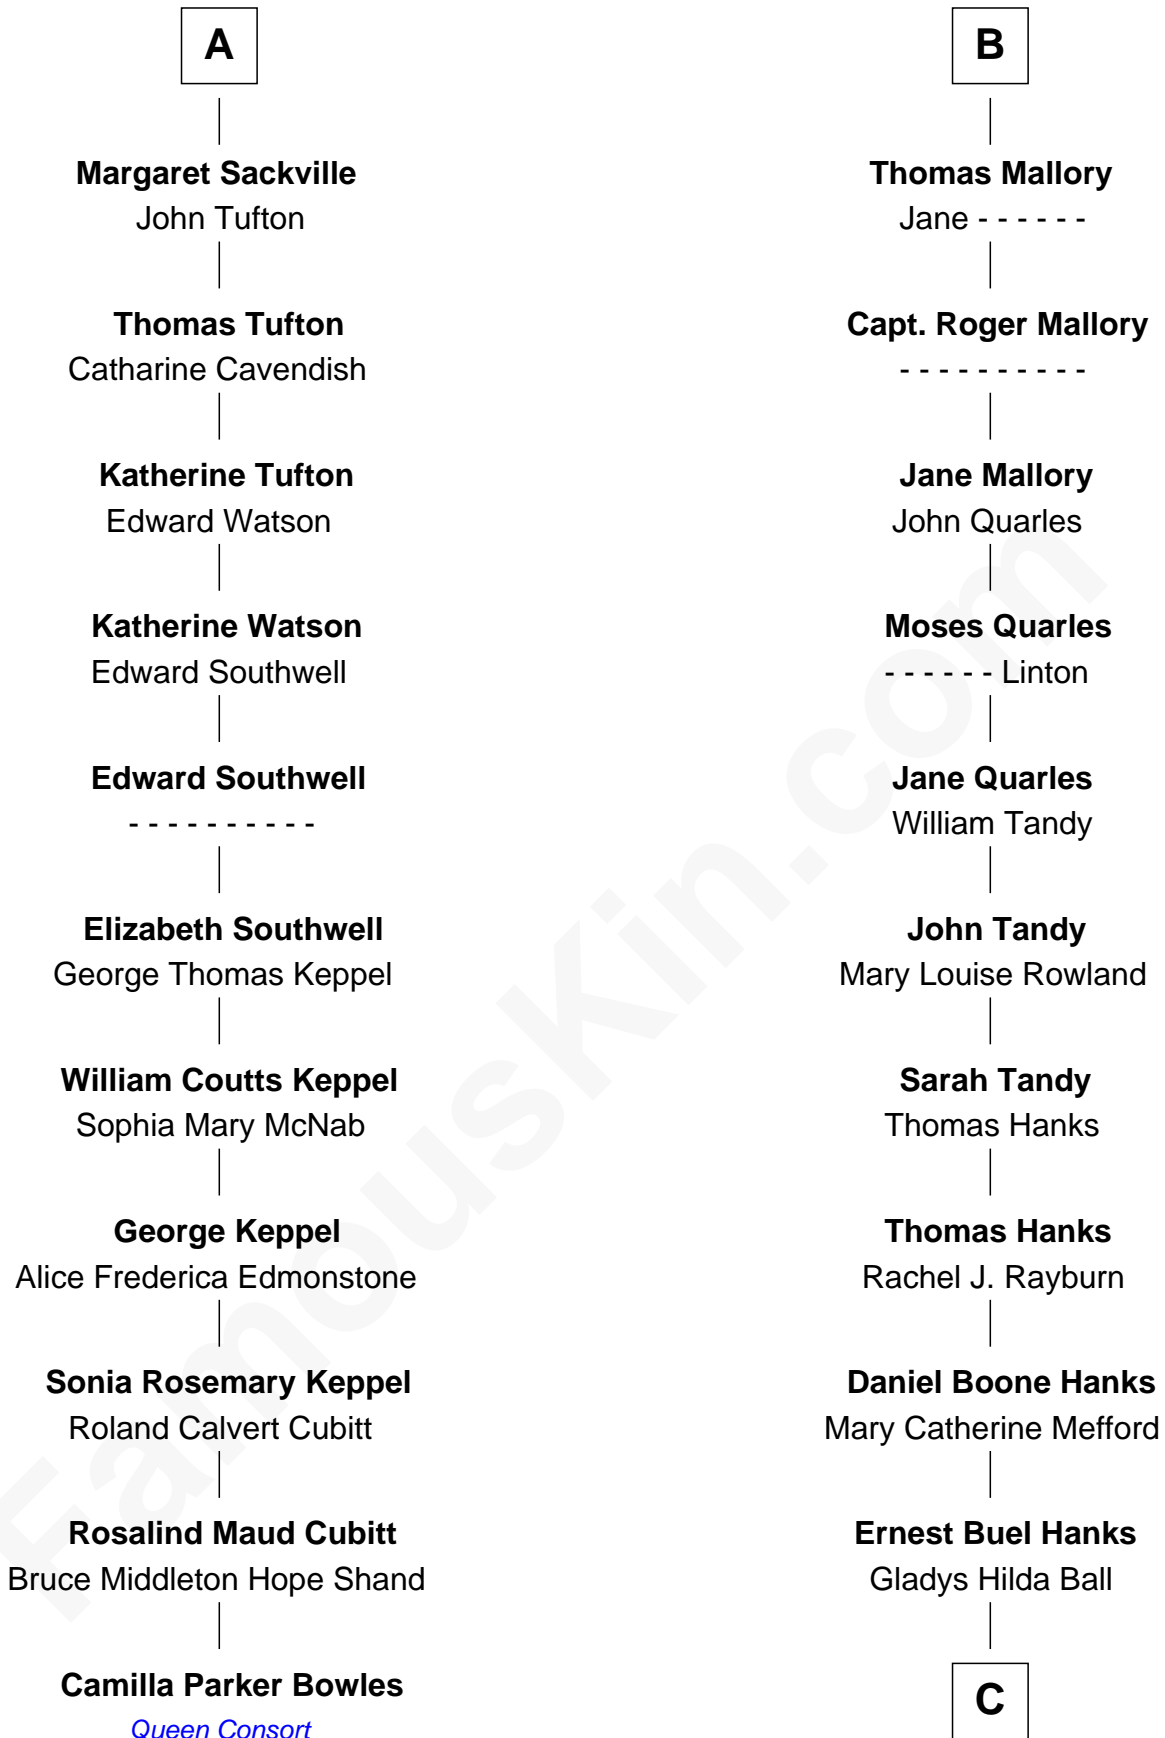 A
Margaret Sackville
John Tufton
Thomas Tufton
Catharine Cavendish
Katherine Tufton
Edward Watson
Katherine Watson
Edward Southwell
Edward Southwell
- - - - - - - - - -
Elizabeth Southwell
George Thomas Keppel
William Coutts Keppel
Sophia Mary McNab
George Keppel
Alice Frederica Edmonstone
Sonia Rosemary Keppel
Roland Calvert Cubitt
Rosalind Maud Cubitt
Bruce Middleton Hope Shand
Camilla Parker Bowles
Queen Consort
B
Thomas Mallory
Jane - - - - - -
Capt. Roger Mallory
- - - - - - - - - -
Jane Mallory
John Quarles
Moses Quarles
- - - - - - Linton
Jane Quarles
William Tandy
John Tandy
Mary Louise Rowland
Sarah Tandy
Thomas Hanks
Thomas Hanks
Rachel J. Rayburn
Daniel Boone Hanks
Mary Catherine Mefford
Ernest Buel Hanks
Gladys Hilda Ball
C
FamousKin.com